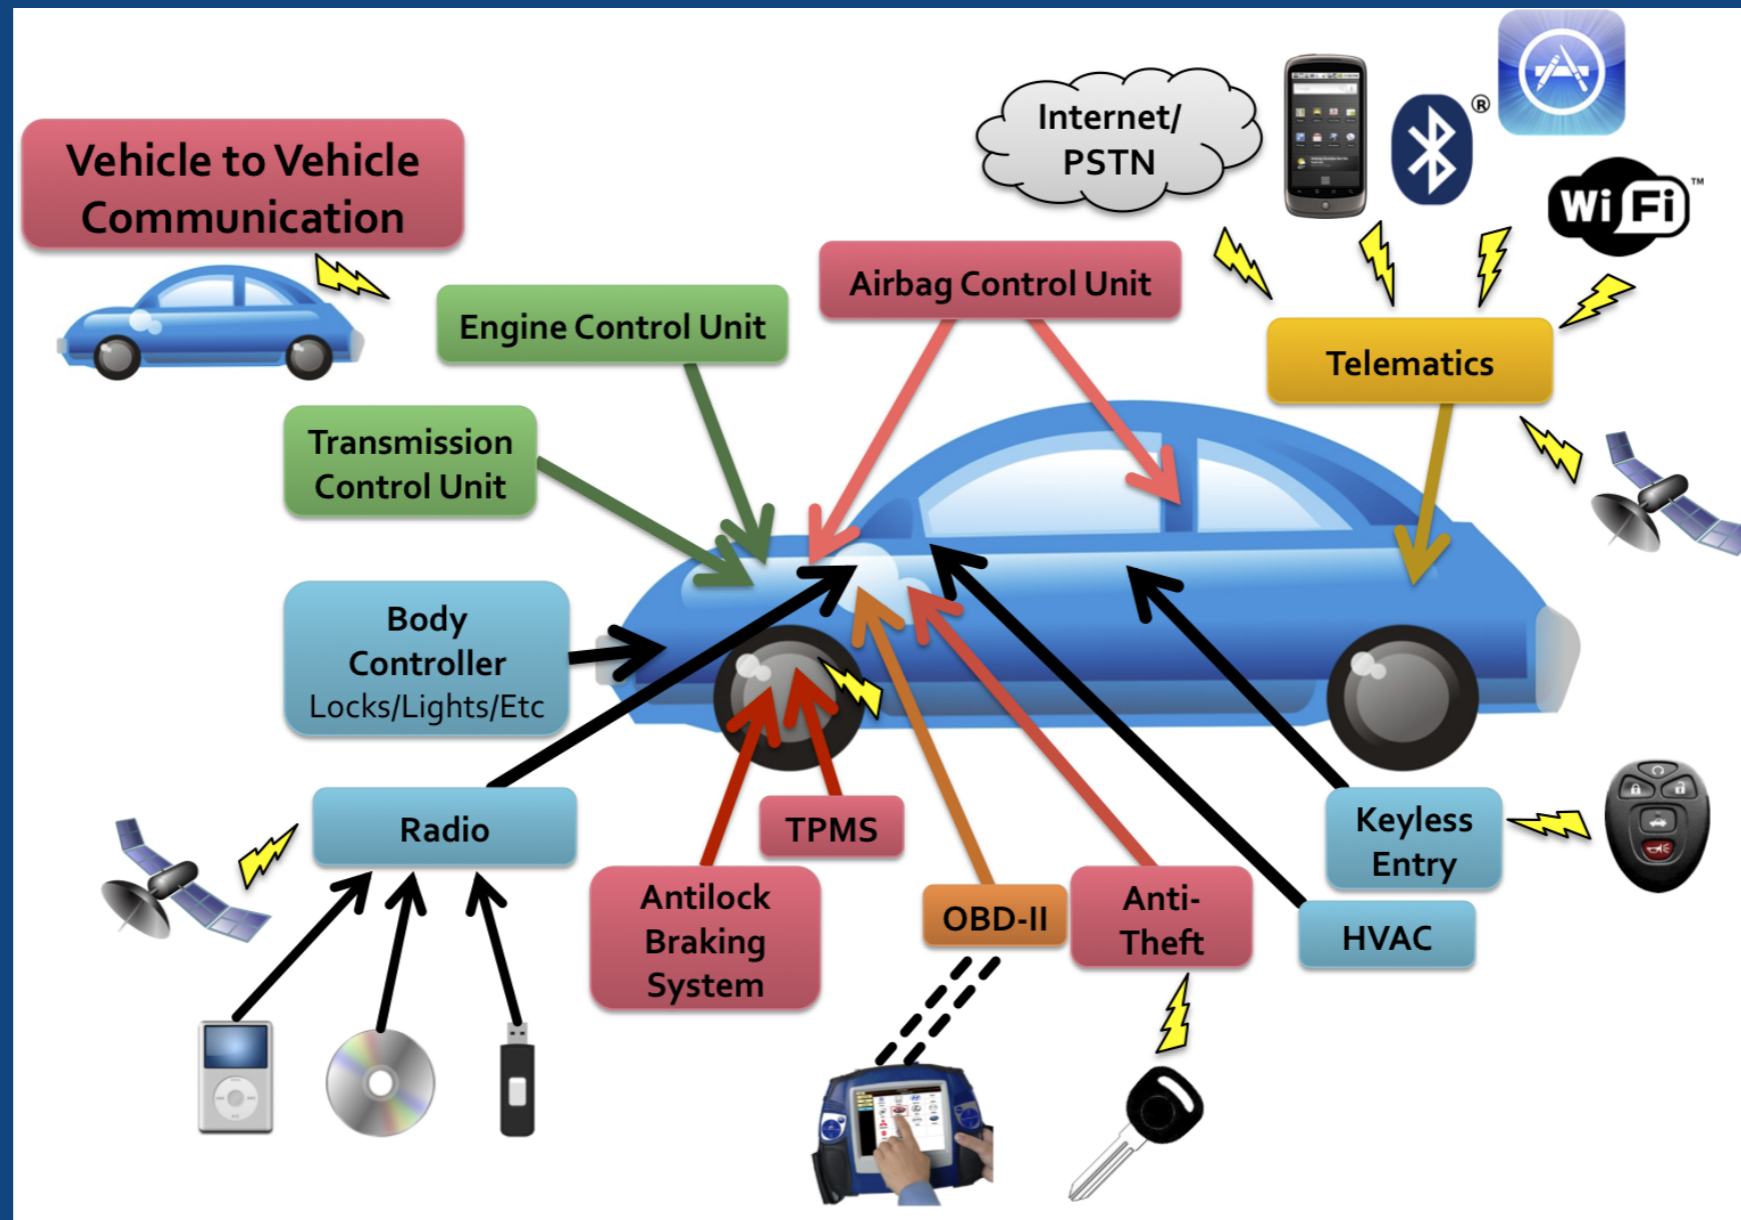 Vehicle to Vehicle
Communication
Internet/
PSTN
®
WiFi™
Engine Control Unit
Airbag Control Unit
Telematics
Transmission
Control Unit
Body
Controller
Locks/Lights/Etc
Radio
TPMS
Antilock
Braking
System
OBD-II
Anti-
Theft
Keyless
Entry
HVAC